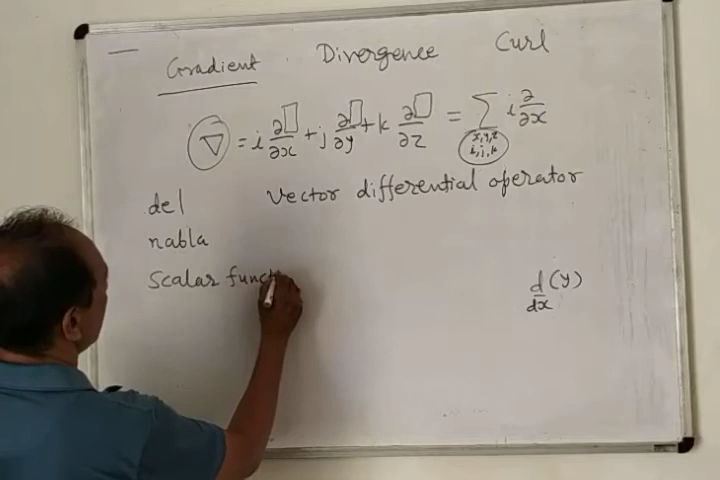 Gradient Divergence Curl
∇ = i ∂□/∂x + j ∂□/∂y + k ∂□/∂z = Σ i ∂/∂x
x,y,z
i,j,k
del vector differential operator
nabla
Scalar funct
d/dx (y)